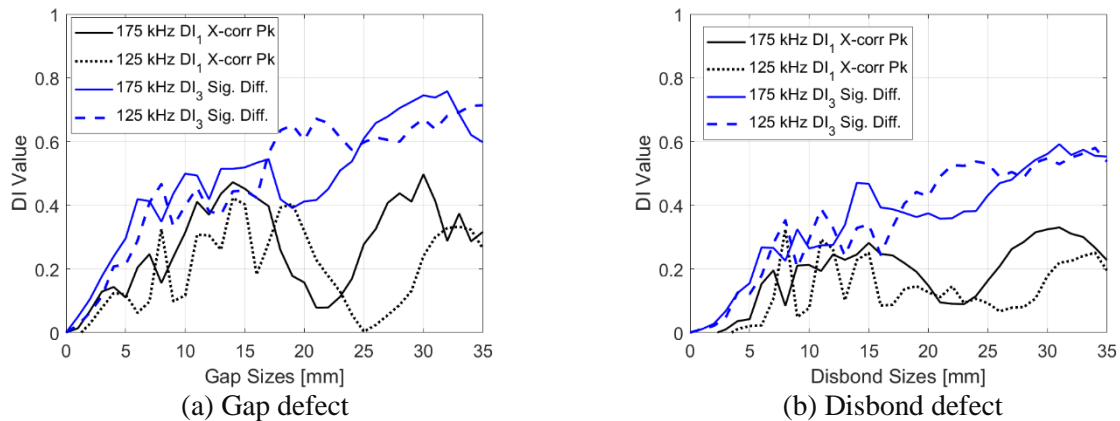 1
0.8
0.6
0.4
0.2
0
DI Value
175 kHz DI1 X-corr Pk
125 kHz DI1 X-corr Pk
175 kHz DI3 Sig. Diff.
125 kHz DI3 Sig. Diff.
0 5 10 15 20 25 30 35
Gap Sizes [mm]
(a) Gap defect
1
0.8
0.6
0.4
0.2
0
DI Value
175 kHz DI1 X-corr Pk
125 kHz DI1 X-corr Pk
175 kHz DI3 Sig. Diff.
125 kHz DI3 Sig. Diff.
0 5 10 15 20 25 30 35
Disbond Sizes [mm]
(b) Disbond defect